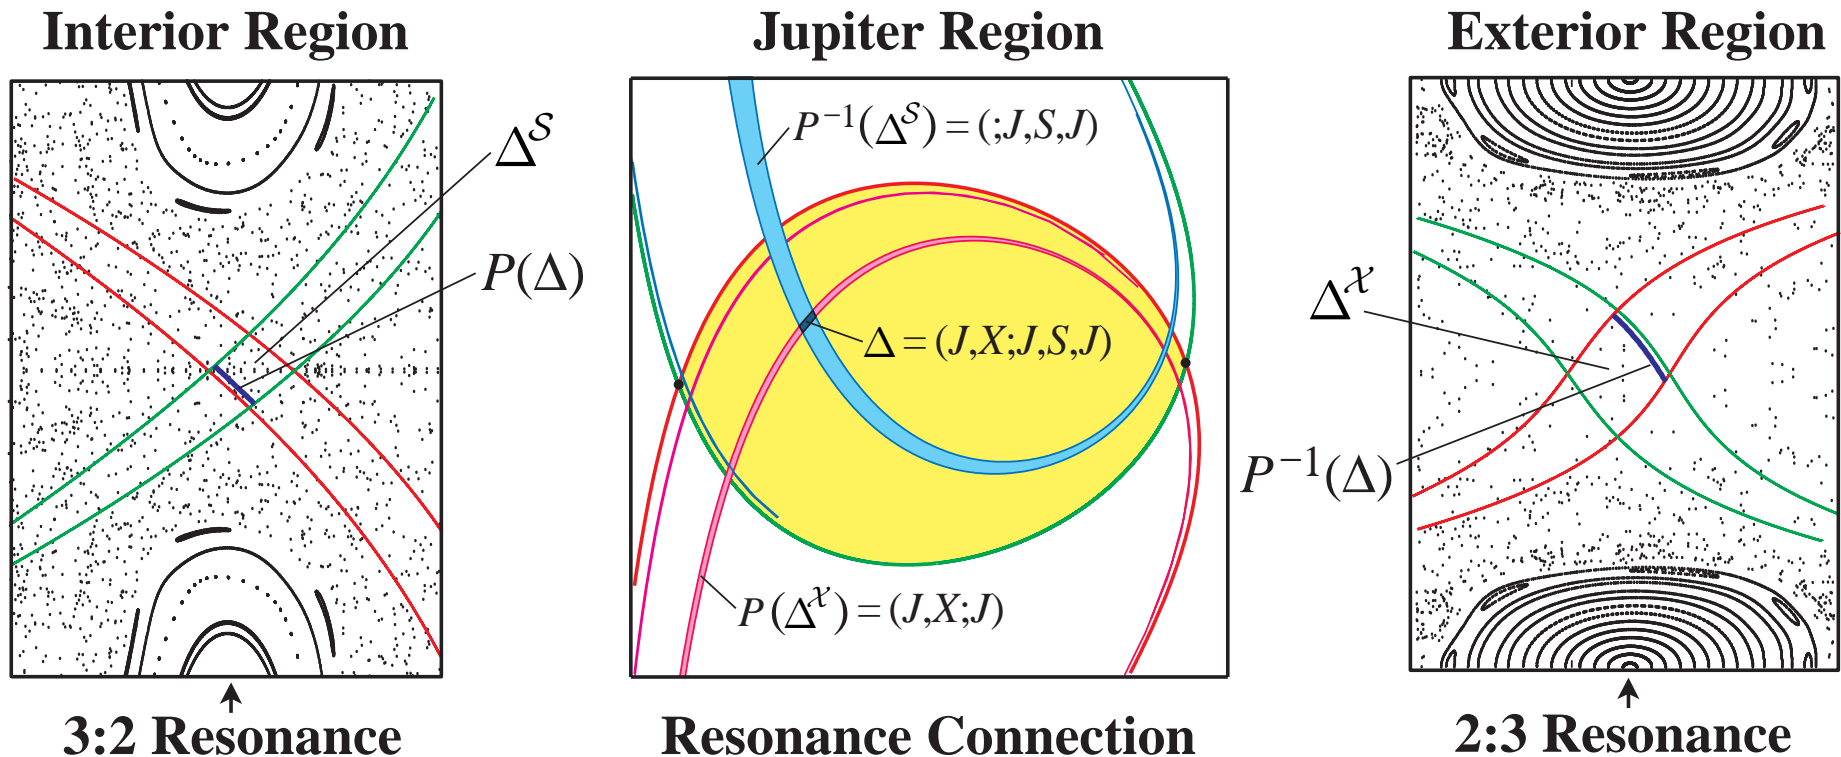 Interior Region
Jupiter Region
Exterior Region
Δ^S
P(Δ)
P⁻¹(Δ^S) = (;J,S,J)
Δ = (J,X;J,S,J)
P(Δ^X) = (J,X;J)
Δ^X
P⁻¹(Δ)
3:2 Resonance
Resonance Connection
2:3 Resonance